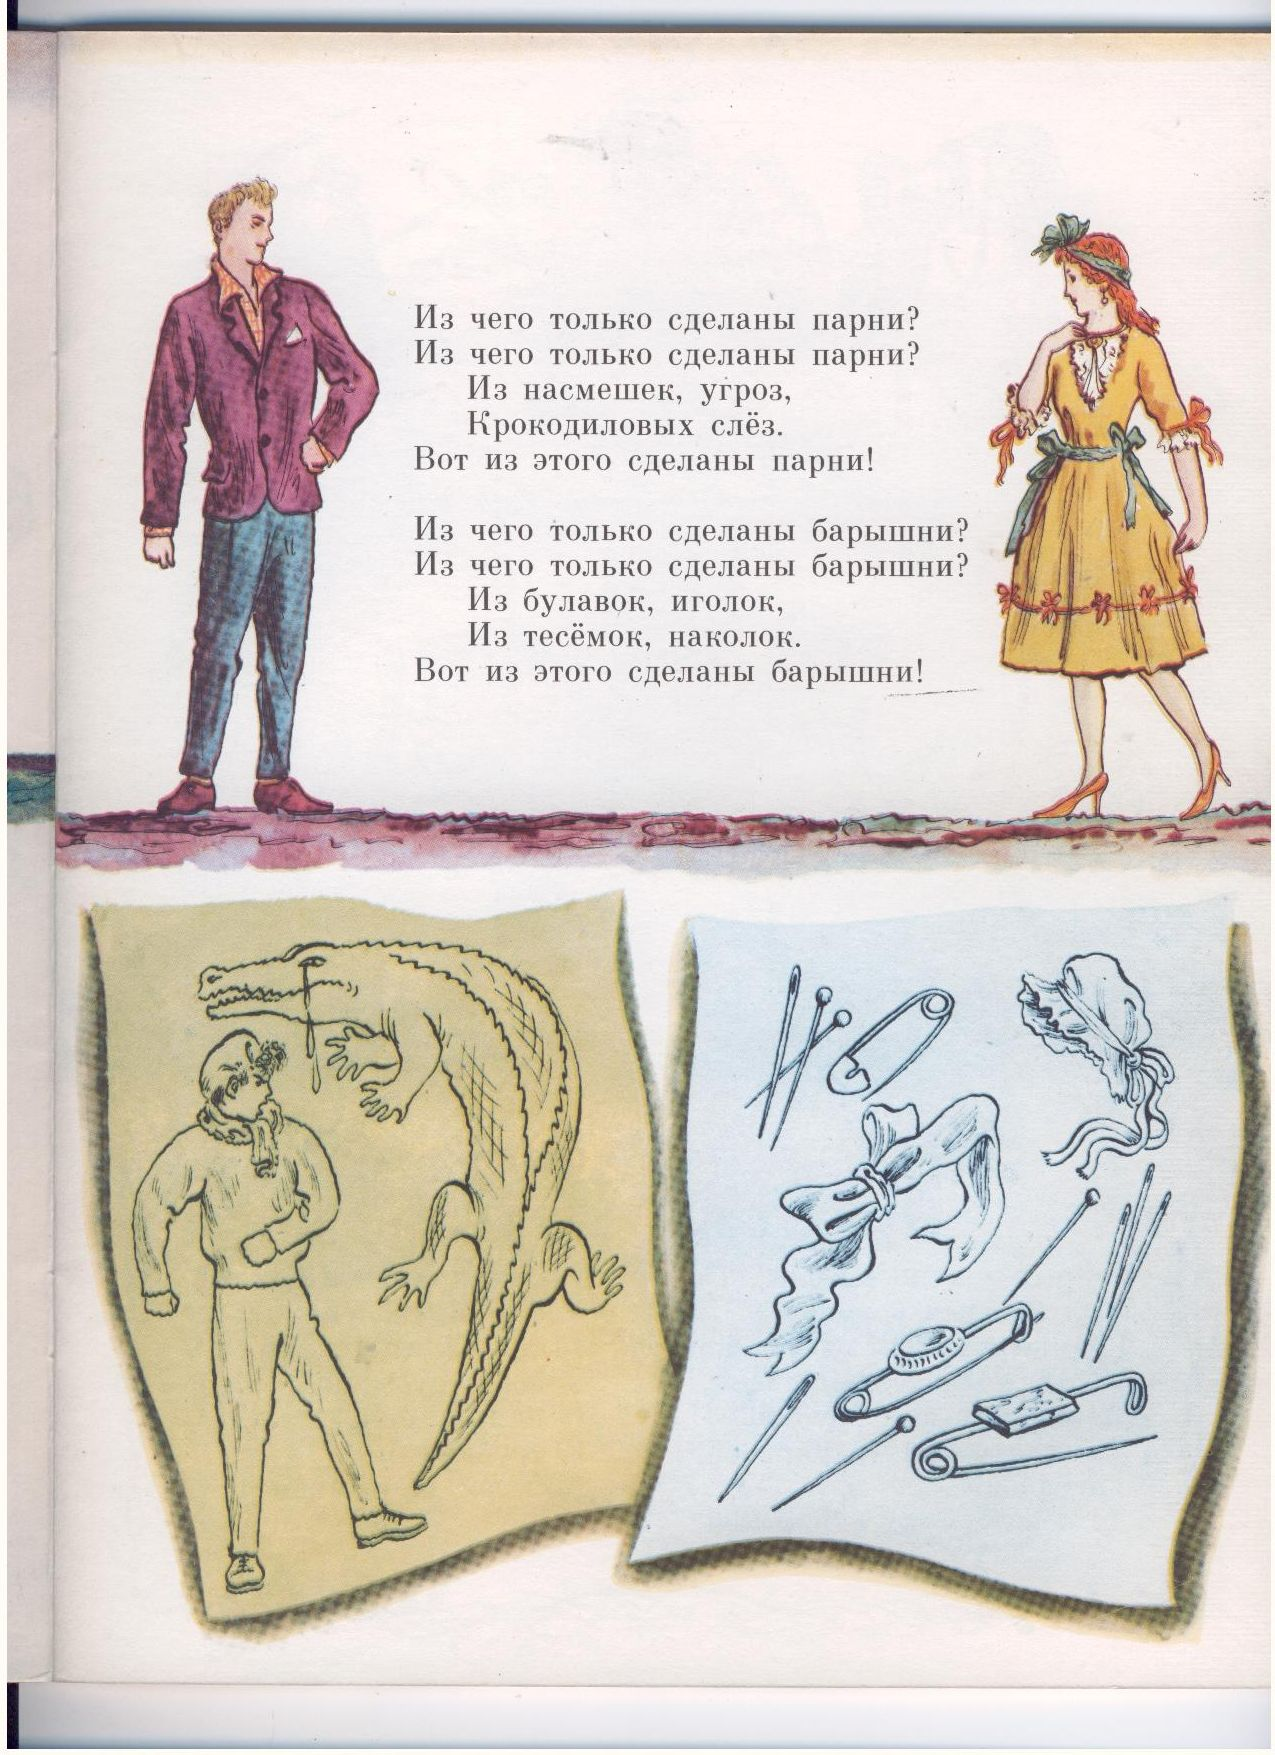 Из чего только сделаны парни?
Из чего только сделаны парни?
Из насмешек, угроз,
Крокодиловых слёз.
Вот из этого сделаны парни!
Из чего только сделаны барышни?
Из чего только сделаны барышни?
Из булавок, иголок,
Из тесёмок, наколок.
Вот из этого сделаны барышни!